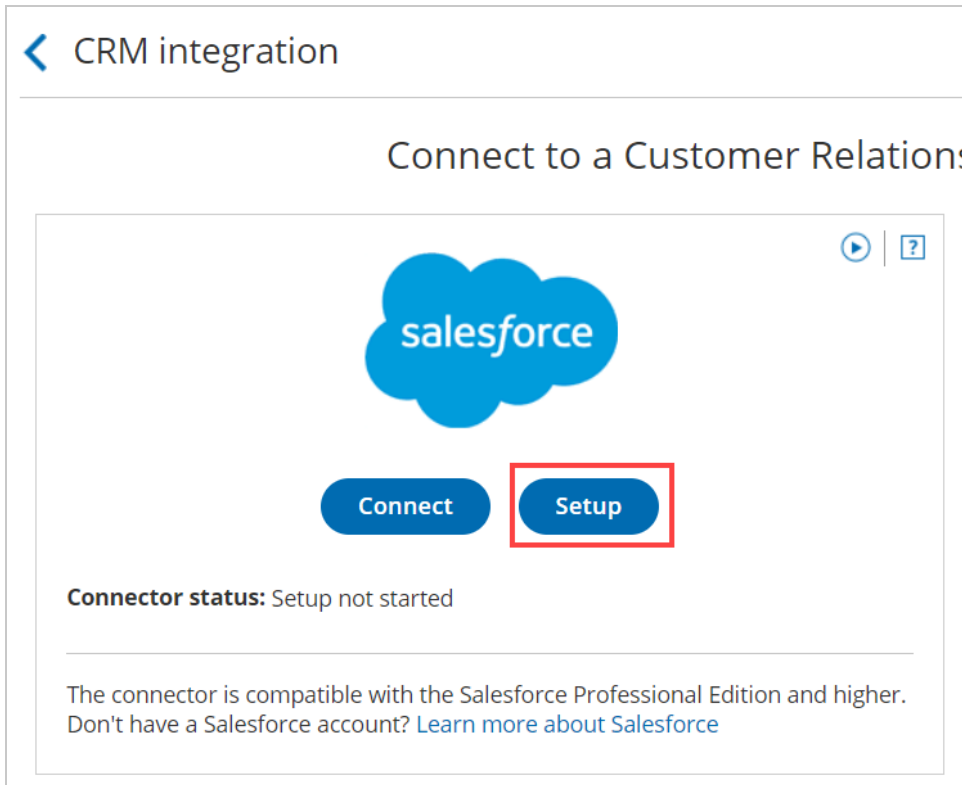 CRM integration
Connect to a Customer Relations
?
salesforce
Connect
Setup
Connector status: Setup not started
The connector is compatible with the Salesforce Professional Edition and higher.
Don't have a Salesforce account? Learn more about Salesforce